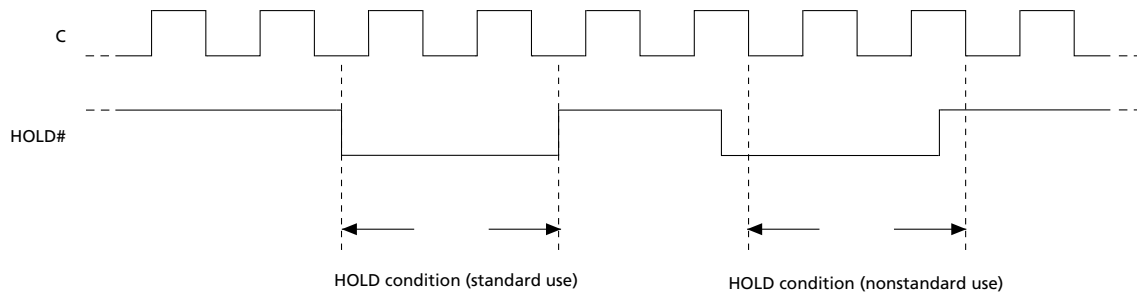 C
HOLD#
HOLD condition (standard use)
HOLD condition (nonstandard use)